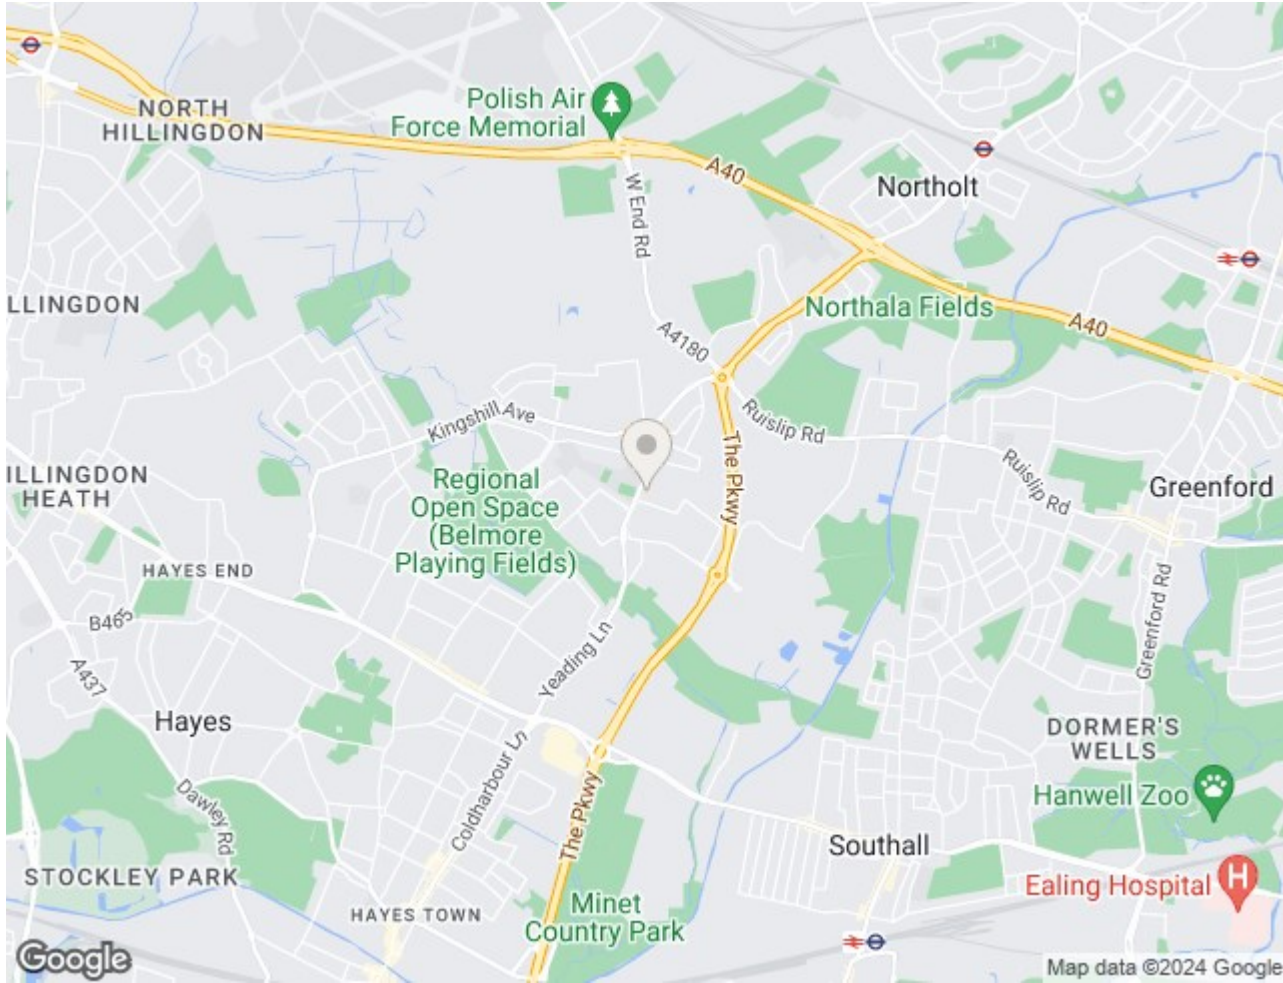 Polish Air
Force Memorial
NORTH
HILLINGDON
A40
Northolt
W End Rd
LLINGDON
Northala Fields
A40
A4180
Kingshill Ave
Ruislip Rd
The Pkwy
Ruislip Rd
ILLINGDON
HEATH
Regional
Open Space
(Belmore
Playing Fields)
Greenford
HAYES END
B465
Greenford Rd
Yeading Ln
A437
Hayes
DORMER'S
WELLS
Coldharbour Ln
Hanwell Zoo
Dawley Rd
The Pkwy
Southall
STOCKLEY PARK
Ealing Hospital
H
HAYES TOWN
Minet
Country Park
Google
Map data ©2024 Google